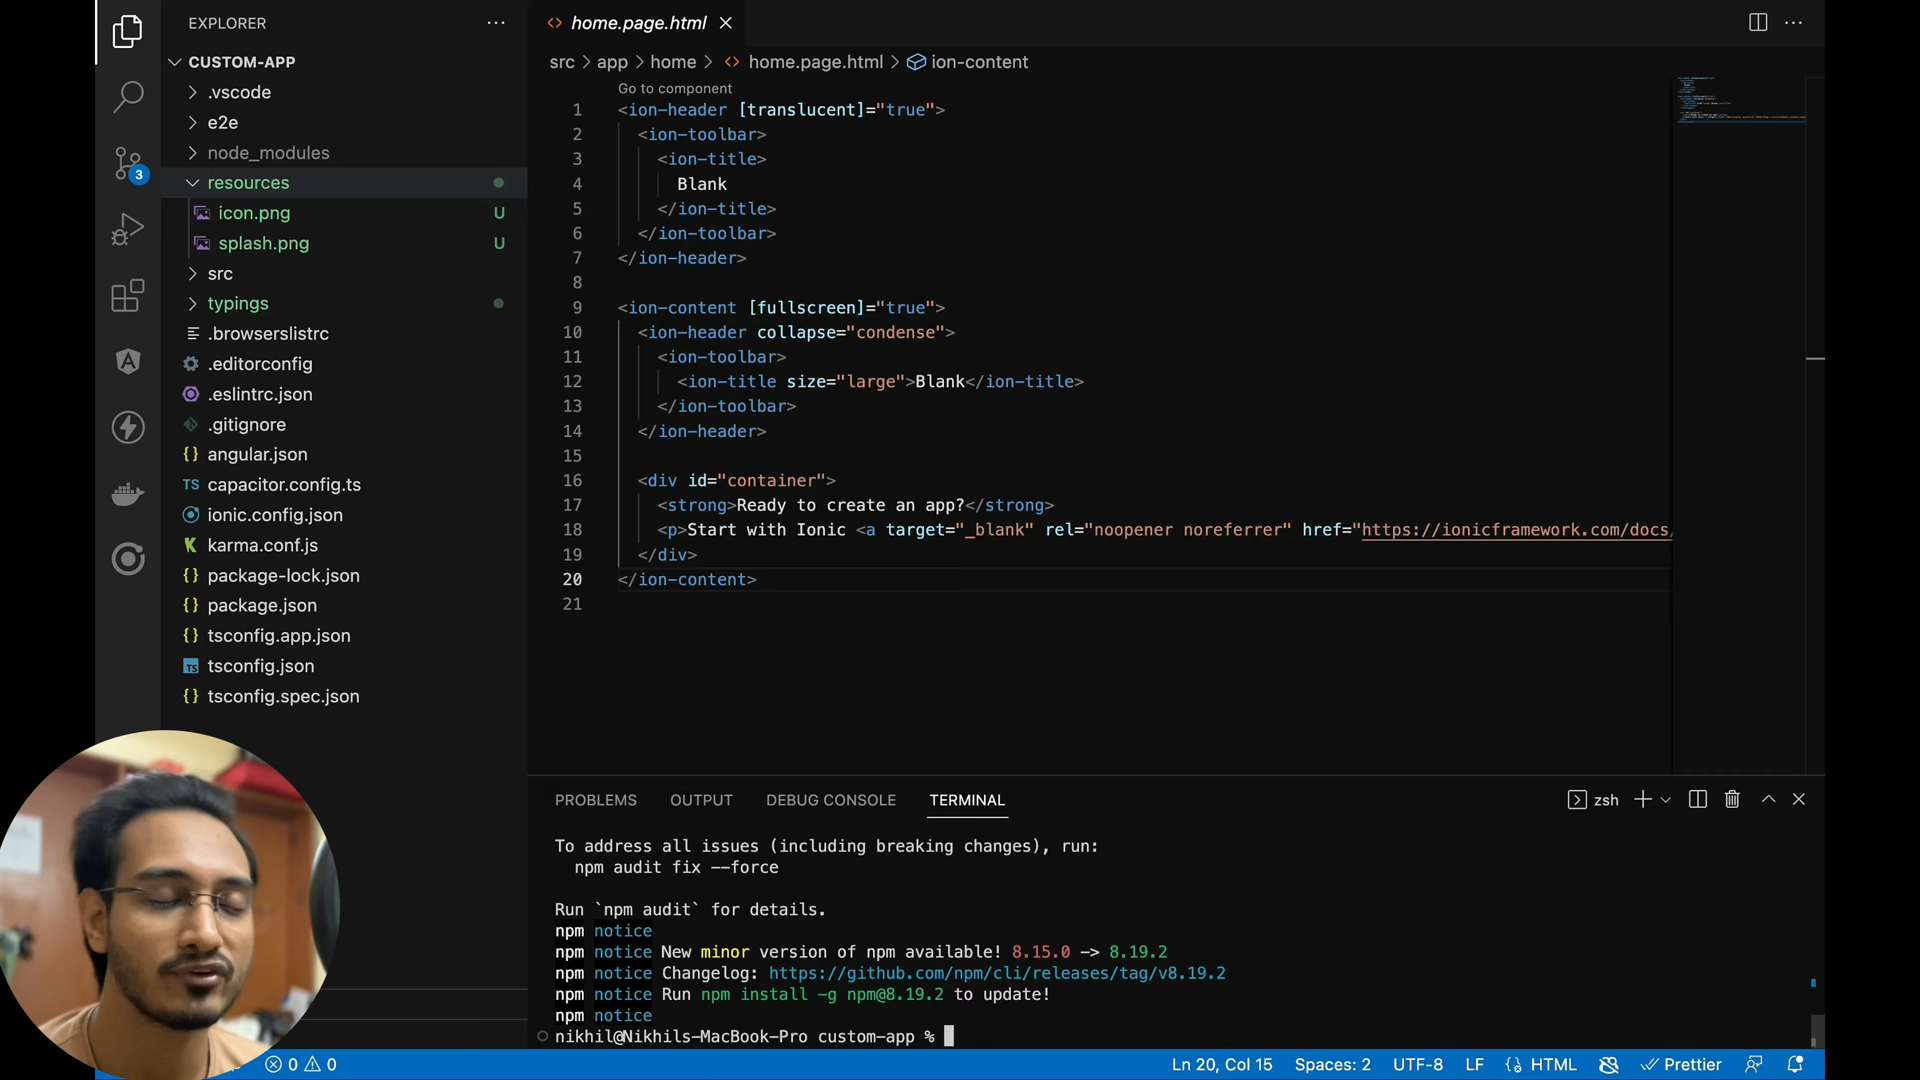 EXPLORER
CUSTOM-APP
.vscode
e2e
node_modules
resources
icon.png U
splash.png U
src
typings
.browserslistrc
.editorconfig
.eslintrc.json
.gitignore
angular.json
TS capacitor.config.ts
ionic.config.json
karma.conf.js
package-lock.json
package.json
tsconfig.app.json
TS tsconfig.json
tsconfig.spec.json
3
home.page.html
src > app > home > home.page.html > ion-content
Go to component
1 <ion-header [translucent]="true">
2 <ion-toolbar>
3 <ion-title>
4 Blank
5 </ion-title>
6 </ion-toolbar>
7 </ion-header>
8
9 <ion-content [fullscreen]="true">
10 <ion-header collapse="condense">
11 <ion-toolbar>
12 <ion-title size="large">Blank</ion-title>
13 </ion-toolbar>
14 </ion-header>
15
16 <div id="container">
17 <strong>Ready to create an app?</strong>
18 <p>Start with Ionic <a target="_blank" rel="noopener noreferrer" href="https://ionicframework.com/docs/
19 </div>
20 </ion-content>
21
PROBLEMS OUTPUT DEBUG CONSOLE TERMINAL zsh
To address all issues (including breaking changes), run:
npm audit fix --force
Run `npm audit` for details.
npm notice
npm notice New minor version of npm available! 8.15.0 -> 8.19.2
npm notice Changelog: https://github.com/npm/cli/releases/tag/v8.19.2
npm notice Run npm install -g npm@8.19.2 to update!
npm notice
nikhil@Nikhils-MacBook-Pro custom-app %
0 0 Ln 20, Col 15 Spaces: 2 UTF-8 LF {} HTML Prettier